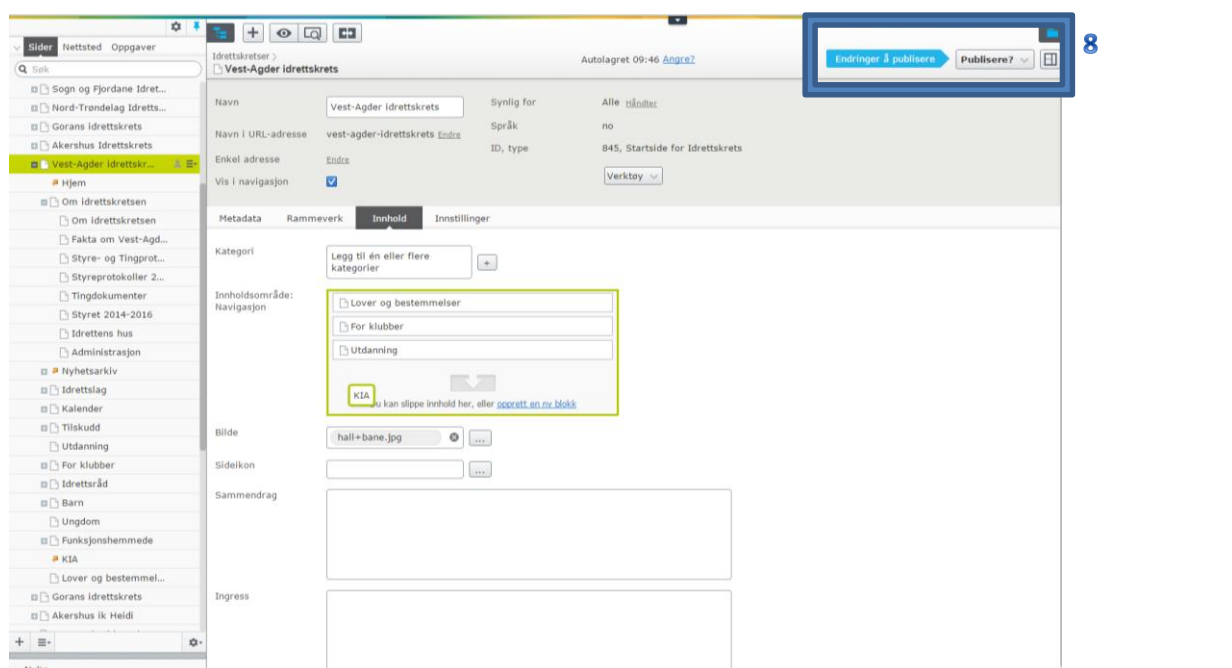 8
Sider Nettsted Oppgaver
Søk
Sogn og Fjordane Idret...
Nord-Trøndelag Idretts...
Gorans idrettskrets
Akershus Idrettskrets
Vest-Agder idrettskr...
Hjem
Om idrettskretsen
Om idrettskretsen
Fakta om Vest-Agd...
Styre- og Tingprot...
Styreprotokoller 2...
Tingdokumenter
Styret 2014-2016
Idrettens hus
Administrasjon
Nyhetsarkiv
Idrettslag
Kalender
Tilskudd
Utdanning
For klubber
Idrettsråd
Barn
Ungdom
Funksjonshemmede
KIA
Lover og bestemmel...
Gorans idrettskrets
Akershus ik Heidi
Idrettskretser >
Vest-Agder idrettskrets
Autolagret 09:46 Angre?
Endringer å publisere
Publisere?
Navn Vest-Agder idrettskrets
Navn i URL-adresse vest-agder-idrettskrets Endre
Enkel adresse Endre
Vis i navigasjon
Synlig for Alle Håndter
Språk no
ID, type 845, Startside for Idrettskrets
Verktøy
Metadata Rammeverk Innhold Innstillinger
Kategori Legg til én eller flere
kategorier
+
Innholdsområde:
Navigasjon
Lover og bestemmelser
For klubber
Utdanning
KIA
u kan slippe innhold her, eller opprett en ny blokk
Bilde hall+bane.jpg ...
Sideikon ...
Sammendrag
Ingress